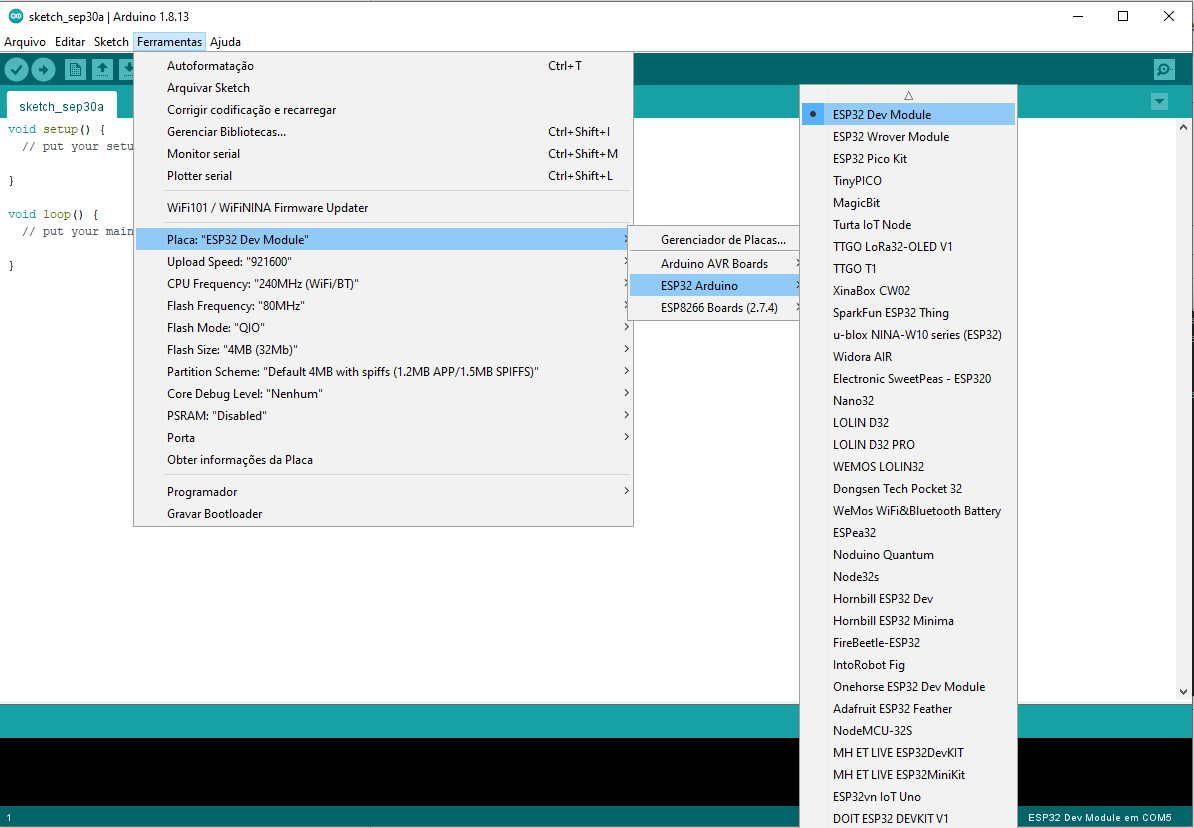 sketch_sep30a | Arduino 1.8.13
Arquivo Editar Sketch Ferramentas Ajuda
sketch_sep30a
void setup() {
// put your setu
}
void loop() {
// put your main
}
Autoformatação Ctrl+T
Arquivar Sketch
Corrigir codificação e recarregar
Gerenciar Bibliotecas... Ctrl+Shift+I
Monitor serial Ctrl+Shift+M
Plotter serial Ctrl+Shift+L
WiFi101 / WiFiNINA Firmware Updater
Placa: "ESP32 Dev Module"
Upload Speed: "921600"
CPU Frequency: "240MHz (WiFi/BT)"
Flash Frequency: "80MHz"
Flash Mode: "QIO"
Flash Size: "4MB (32Mb)"
Partition Scheme: "Default 4MB with spiffs (1.2MB APP/1.5MB SPIFFS)"
Core Debug Level: "Nenhum"
PSRAM: "Disabled"
Porta
Obter informações da Placa
Programador
Gravar Bootloader
Gerenciador de Placas...
Arduino AVR Boards
ESP32 Arduino
ESP8266 Boards (2.7.4)
ESP32 Dev Module
ESP32 Wrover Module
ESP32 Pico Kit
TinyPICO
MagicBit
Turta IoT Node
TTGO LoRa32-OLED V1
TTGO T1
XinaBox CW02
SparkFun ESP32 Thing
u-blox NINA-W10 series (ESP32)
Widora AIR
Electronic SweetPeas - ESP320
Nano32
LOLIN D32
LOLIN D32 PRO
WEMOS LOLIN32
Dongsen Tech Pocket 32
WeMos WiFi&Bluetooth Battery
ESPea32
Noduino Quantum
Node32s
Hornbill ESP32 Dev
Hornbill ESP32 Minima
FireBeetle-ESP32
IntoRobot Fig
Onehorse ESP32 Dev Module
Adafruit ESP32 Feather
NodeMCU-32S
MH ET LIVE ESP32DevKIT
MH ET LIVE ESP32MiniKit
ESP32vn IoT Uno
DOIT ESP32 DEVKIT V1
1
ESP32 Dev Module em COM5